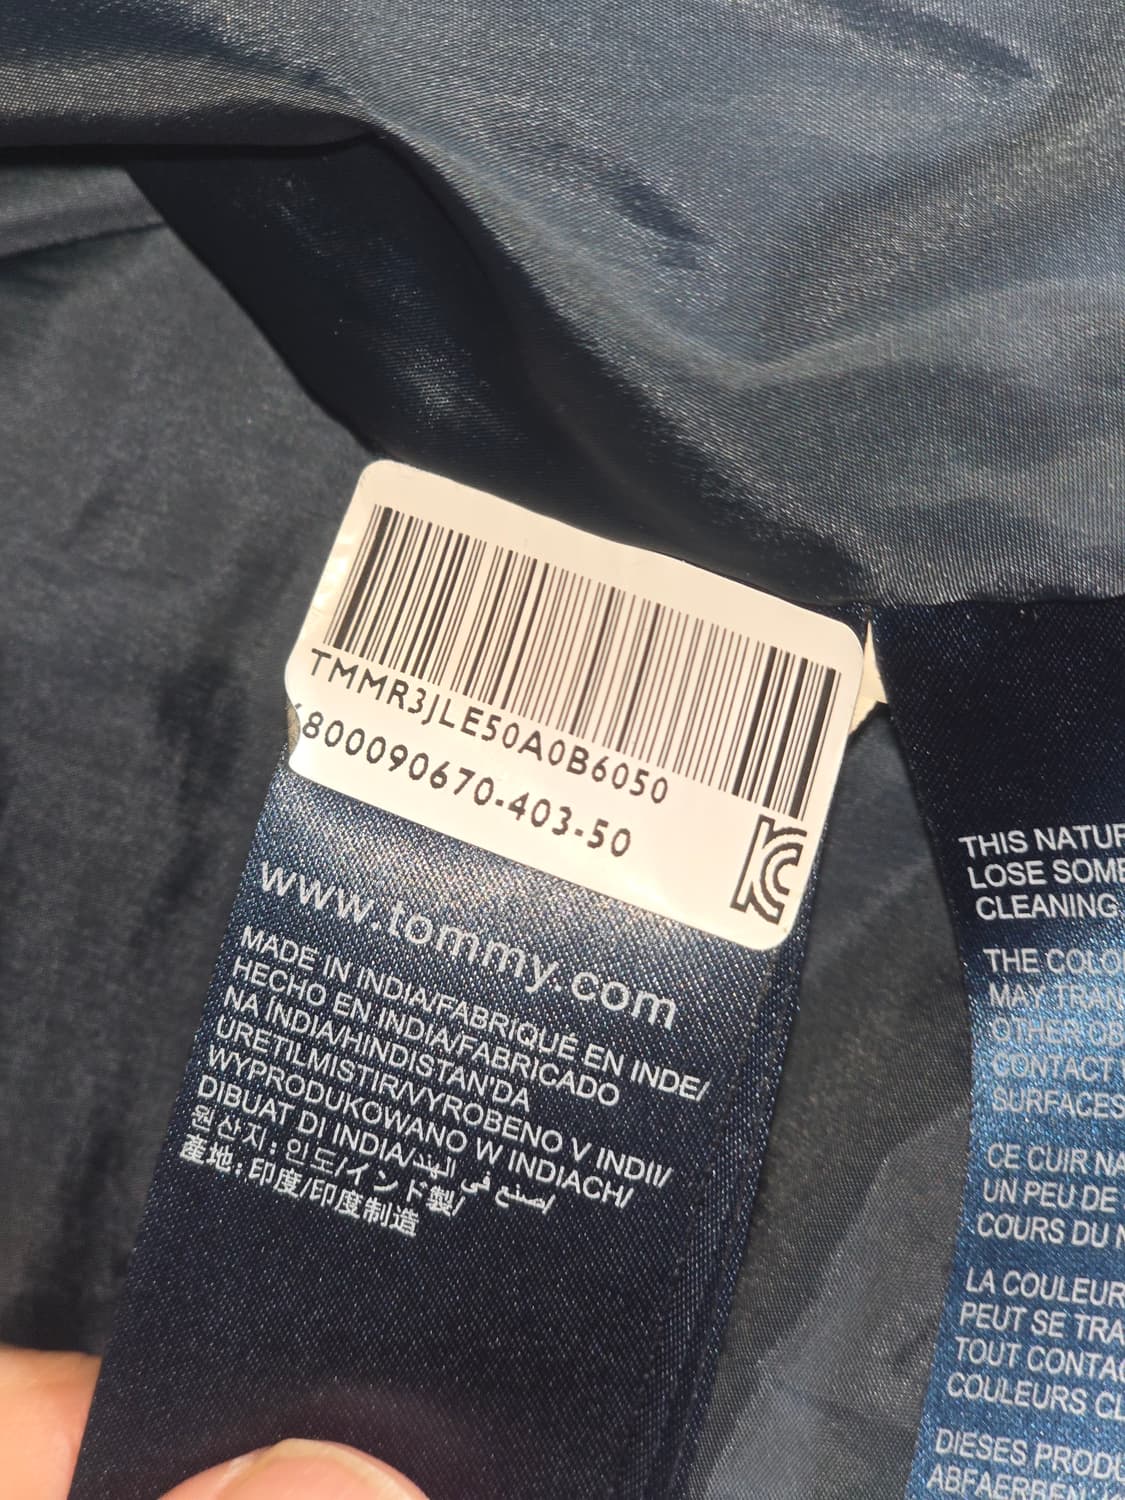 TMMR3JLE50A0B6050
800090670-403-50
www.tommy.com
MADE IN INDIA/FABRIQUÉ EN INDE/
HECHO EN INDIA/FABRICADO
NA ÍNDIA/HINDISTAN'DA
URETILMISTIR/VYROBENO V INDII/
WYPRODUKOWANO W INDIACH/
DIBUAT DI INDIA/صنع في الهند/
원산지: 인도/インド製/
產地: 印度/印度制造
THIS NATUR
LOSE SOME
CLEANING
THE COLO
MAY TRAN
OTHER OB
CONTACT
SURFACES
CE CUIR NA
UN PEU DE
COURS DU
LA COULEUR
PEUT SE TRA
TOUT CONTAC
COULEURS CL
DIESES PRODU
ABFAERBEN